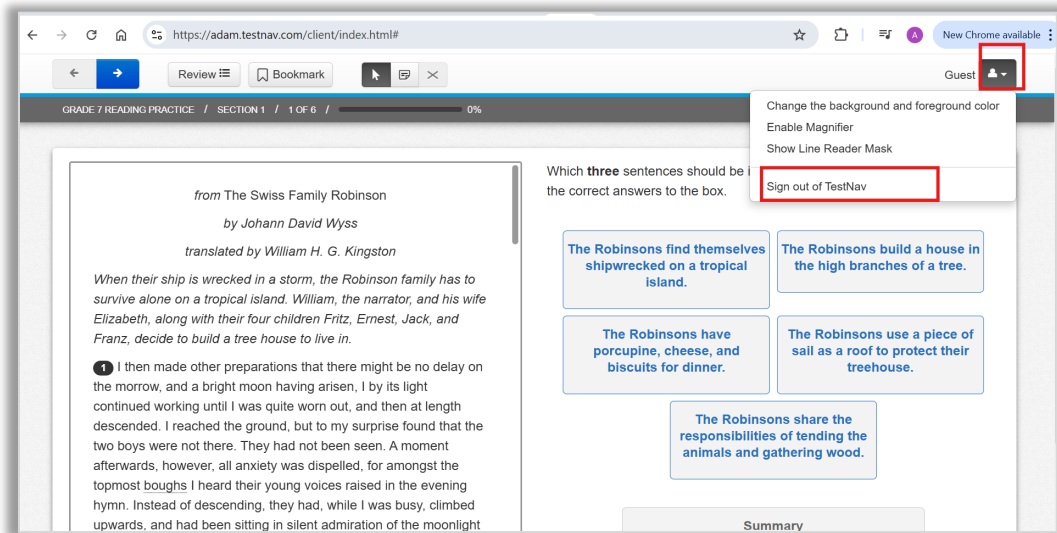 https://adam.testnav.com/client/index.html#
A
New Chrome available
Review
Bookmark
Guest
GRADE 7 READING PRACTICE / SECTION 1 / 1 OF 6 / 0%
Change the background and foreground color
Enable Magnifier
Show Line Reader Mask
Sign out of TestNav
from The Swiss Family Robinson
by Johann David Wyss
translated by William H. G. Kingston
When their ship is wrecked in a storm, the Robinson family has to
survive alone on a tropical island. William, the narrator, and his wife
Elizabeth, along with their four children Fritz, Ernest, Jack, and
Franz, decide to build a tree house to live in.
1 I then made other preparations that there might be no delay on
the morrow, and a bright moon having arisen, I by its light
continued working until I was quite worn out, and then at length
descended. I reached the ground, but to my surprise found that the
two boys were not there. They had not been seen. A moment
afterwards, however, all anxiety was dispelled, for amongst the
topmost boughs I heard their young voices raised in the evening
hymn. Instead of descending, they had, while I was busy, climbed
upwards, and had been sitting in silent admiration of the moonlight
Which three sentences should be i
the correct answers to the box.
The Robinsons find themselves
shipwrecked on a tropical
island.
The Robinsons build a house in
the high branches of a tree.
The Robinsons have
porcupine, cheese, and
biscuits for dinner.
The Robinsons use a piece of
sail as a roof to protect their
treehouse.
The Robinsons share the
responsibilities of tending the
animals and gathering wood.
Summary